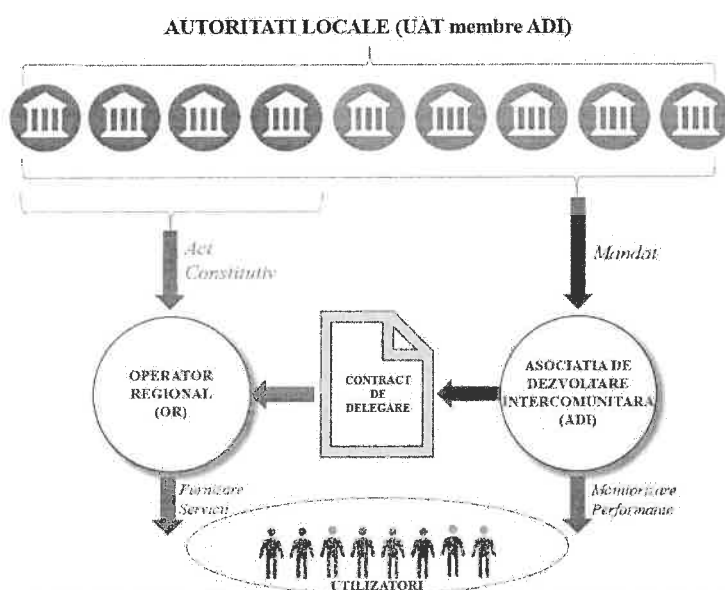 AUTORITATI LOCALE (UAT membre ADI)
Act
Constitutiv
Mandat
OPERATOR
REGIONAL
(OR)
CONTRACT
DE
DELEGARE
ASOCIATIA DE
DEZVOLTARE
INTERCOMUNITARA
(ADI)
Furnizare
Servicii
Monitorizare
Performante
UTILIZATORI